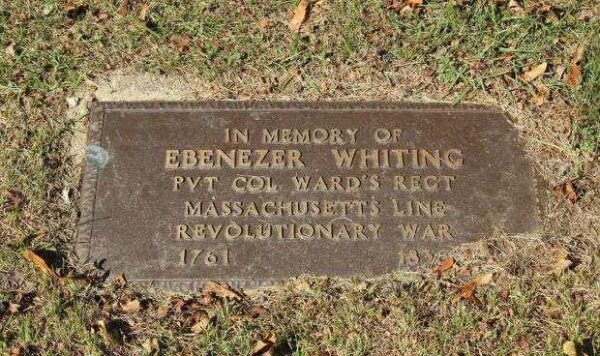 IN MEMORY OF
EBENEZER WHITING
PVT COL WARD'S REGT
MASSACHUSETTS LINE
REVOLUTIONARY WAR
1761